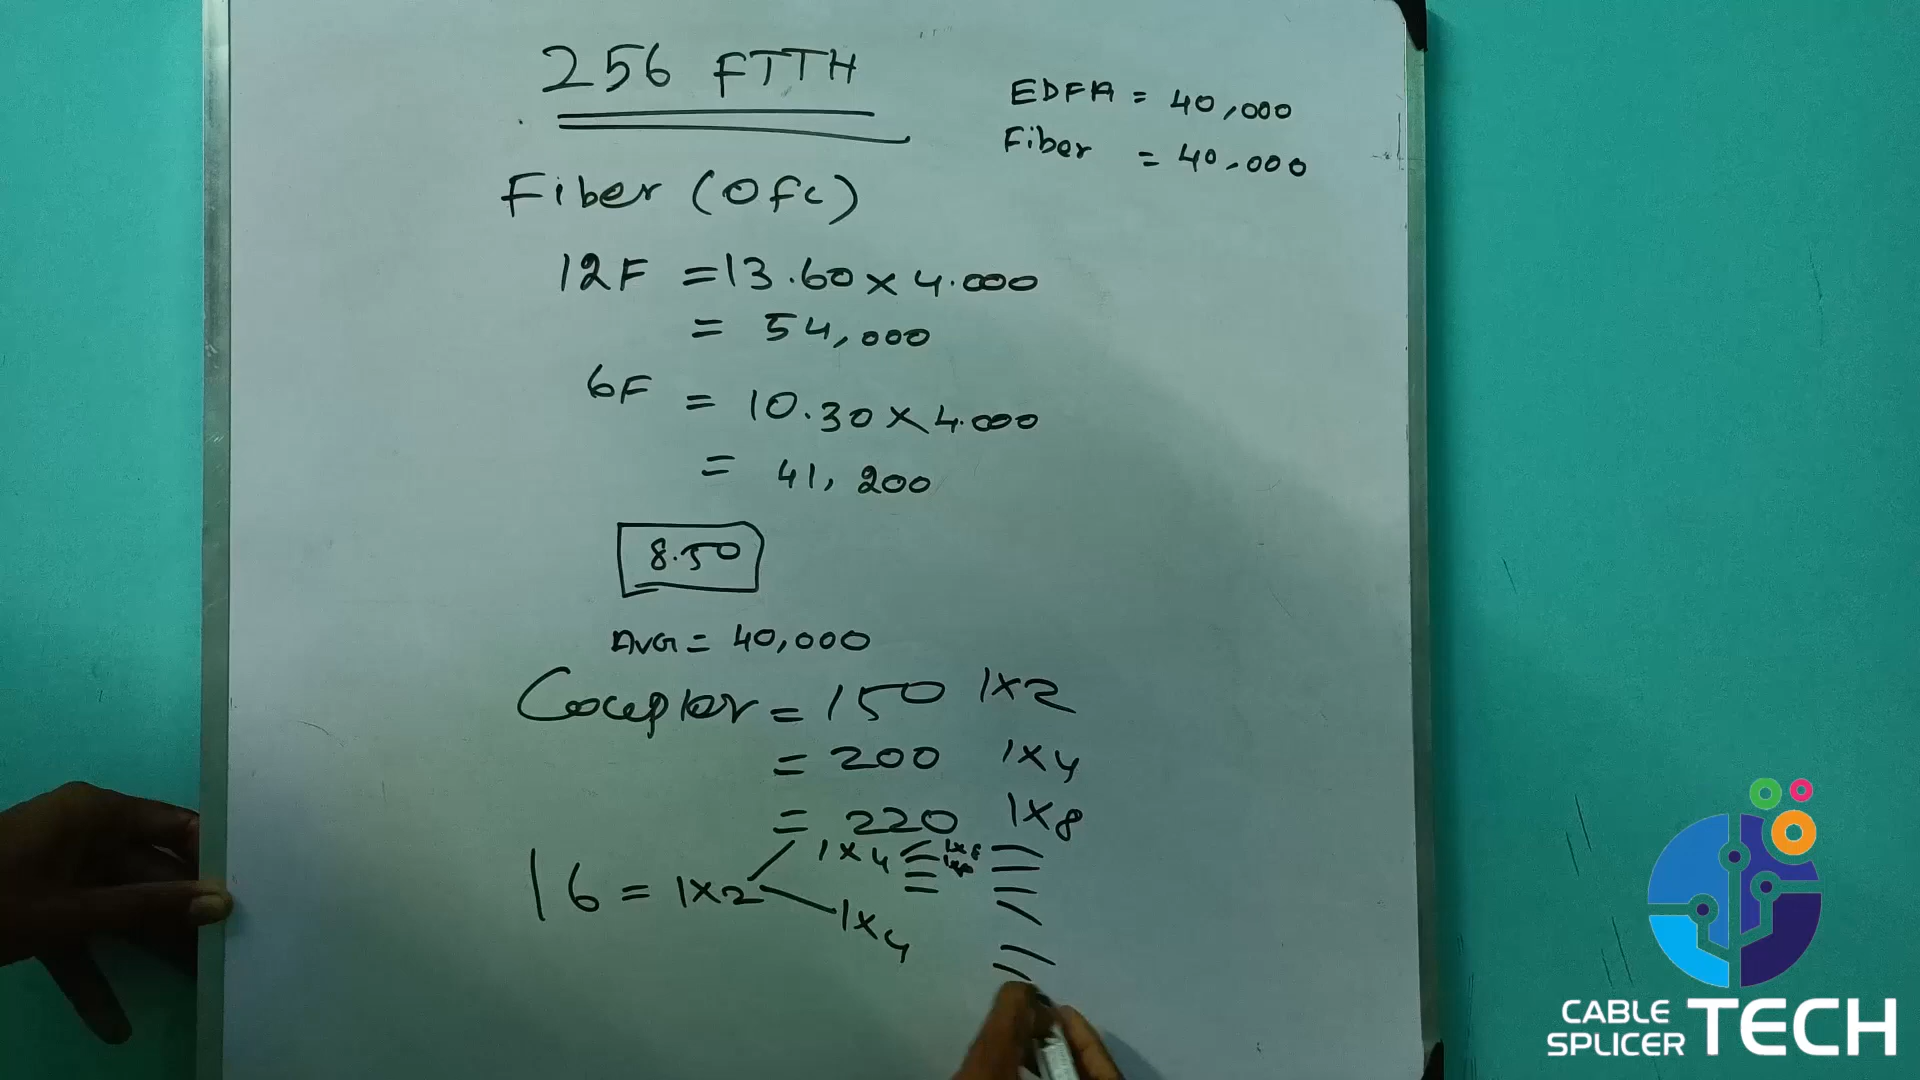 256 FTTH
EDFA = 40,000
Fiber = 40,000
Fiber (OFC)
12F = 13.60 x 4.000
= 54,000
6F = 10.30 x 4.000
= 41,200
8.50
AVG = 40,000
Coupler = 150 1x2
= 200 1x4
= 220 1x8
1x4 1x8
16 = 1x2
1x4
CABLE SPLICER TECH